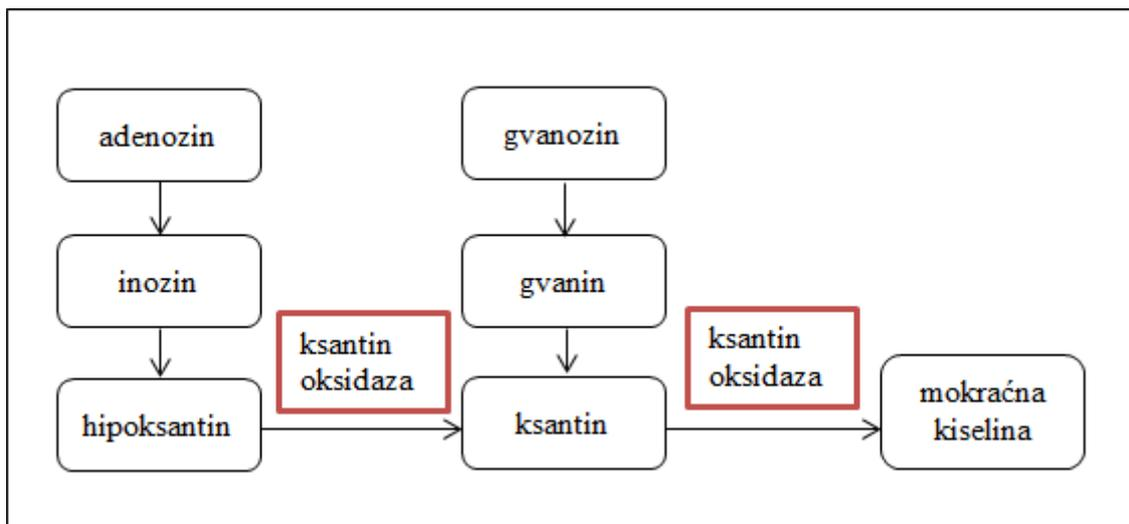 adenozin
gvanozin
inozin
gvanin
ksantin
oksidaza
ksantin
oksidaza
hipoksantin
ksantin
mokraćna
kiselina